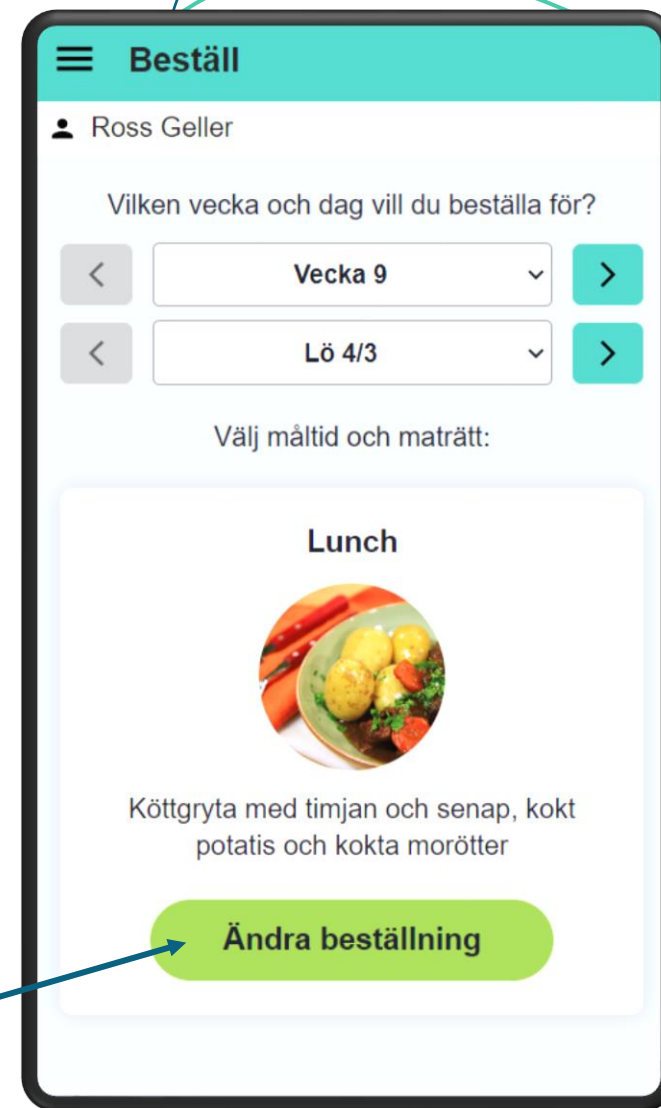 Beställ
Ross Geller
Vilken vecka och dag vill du beställa för?
Vecka 9
Lö 4/3
Välj måltid och maträtt:
Lunch
Köttgryta med timjan och senap, kokt
potatis och kokta morötter
Ändra beställning